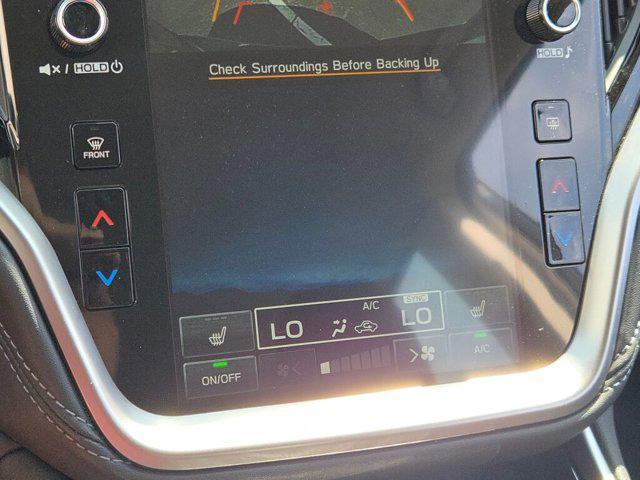 HOLD
HOLD
Check Surroundings Before Backing Up
FRONT
A/C SYNC
LO LO
ON/OFF A/C